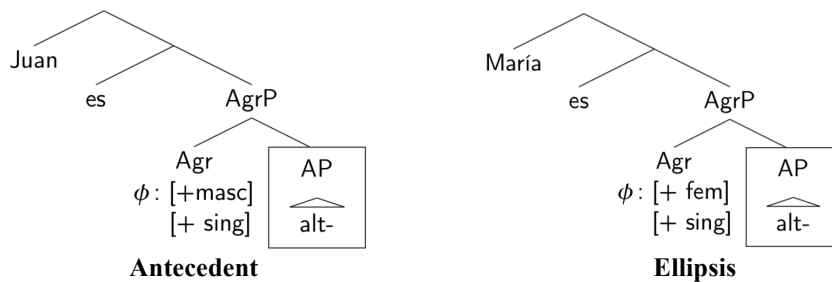 Juan
es
AgrP
Agr
AP
ϕ: [+masc]
[+ sing]
alt-
Antecedent
María
es
AgrP
Agr
AP
ϕ: [+ fem]
[+ sing]
alt-
Ellipsis